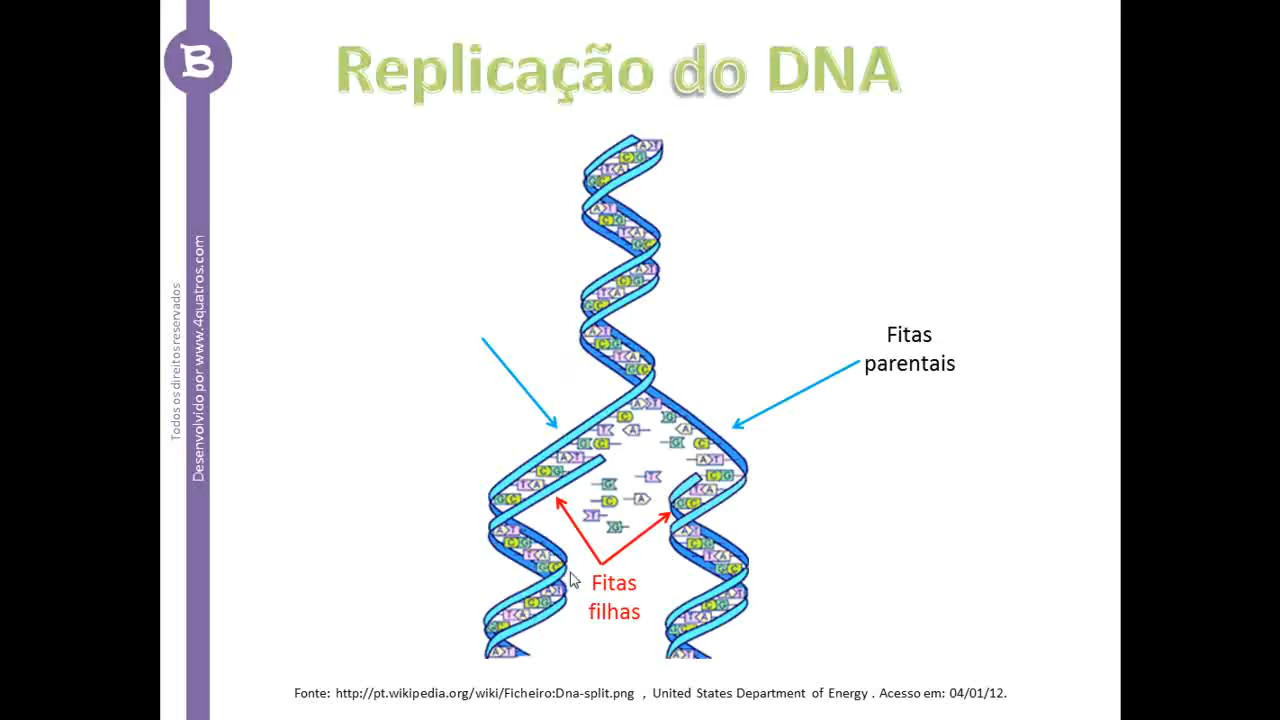 B
Replicação do DNA
Fitas
parentais
Fitas
filhas
Todos os direitos reservados
Desenvolvido por www.4quatros.com
Fonte: http://pt.wikipedia.org/wiki/Ficheiro:Dna-split.png , United States Department of Energy . Acesso em: 04/01/12.